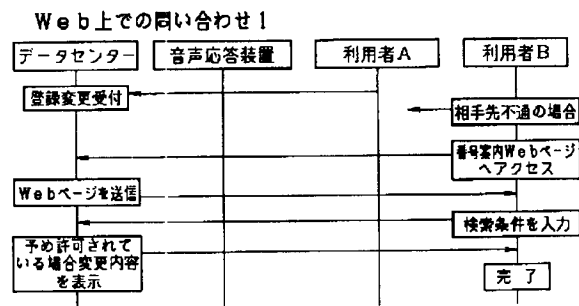 Web上での問い合わせ1
データセンター 音声応答装置 利用者A 利用者B
登録変更受付
相手先不通の場合
番号案内Webページ
へアクセス
Webページを送信
検索条件を入力
予め許可されて
いる場合変更内容
を表示
完了